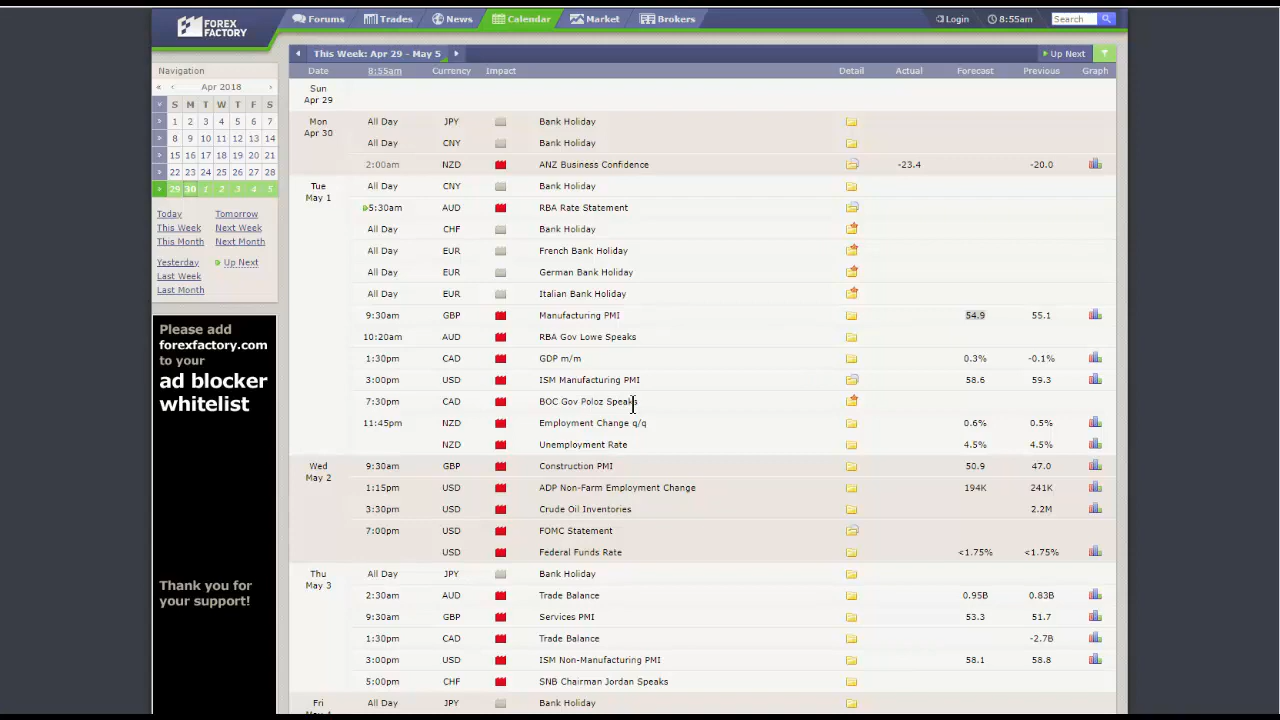 FOREX
FACTORY
Forums Trades News Calendar Market Brokers Login 8:55am Search
Navigation
« ‹ Apr 2018 ›
S M T W T F S
> 1 2 3 4 5 6 7
> 8 9 10 11 12 13 14
> 15 16 17 18 19 20 21
> 22 23 24 25 26 27 28
> 29 30 1 2 3 4 5
Today Tomorrow
This Week Next Week
This Month Next Month
Yesterday Up Next
Last Week
Last Month
Please add
forexfactory.com
to your
ad blocker
whitelist
Thank you for
your support!
This Week: Apr 29 - May 5 Up Next
Date 8:55am Currency Impact Detail Actual Forecast Previous Graph
Sun
Apr 29
Mon
Apr 30
All Day JPY Bank Holiday
All Day CNY Bank Holiday
2:00am NZD ANZ Business Confidence -23.4 -20.0
Tue
May 1
All Day CNY Bank Holiday
5:30am AUD RBA Rate Statement
All Day CHF Bank Holiday
All Day EUR French Bank Holiday
All Day EUR German Bank Holiday
All Day EUR Italian Bank Holiday
9:30am GBP Manufacturing PMI 54.9 55.1
10:20am AUD RBA Gov Lowe Speaks
1:30pm CAD GDP m/m 0.3% -0.1%
3:00pm USD ISM Manufacturing PMI 58.6 59.3
7:30pm CAD BOC Gov Poloz Speaks
11:45pm NZD Employment Change q/q 0.6% 0.5%
NZD Unemployment Rate 4.5% 4.5%
Wed
May 2
9:30am GBP Construction PMI 50.9 47.0
1:15pm USD ADP Non-Farm Employment Change 194K 241K
3:30pm USD Crude Oil Inventories 2.2M
7:00pm USD FOMC Statement
USD Federal Funds Rate <1.75% <1.75%
Thu
May 3
All Day JPY Bank Holiday
2:30am AUD Trade Balance 0.95B 0.83B
9:30am GBP Services PMI 53.3 51.7
1:30pm CAD Trade Balance -2.7B
3:00pm USD ISM Non-Manufacturing PMI 58.1 58.8
5:00pm CHF SNB Chairman Jordan Speaks
Fri All Day JPY Bank Holiday